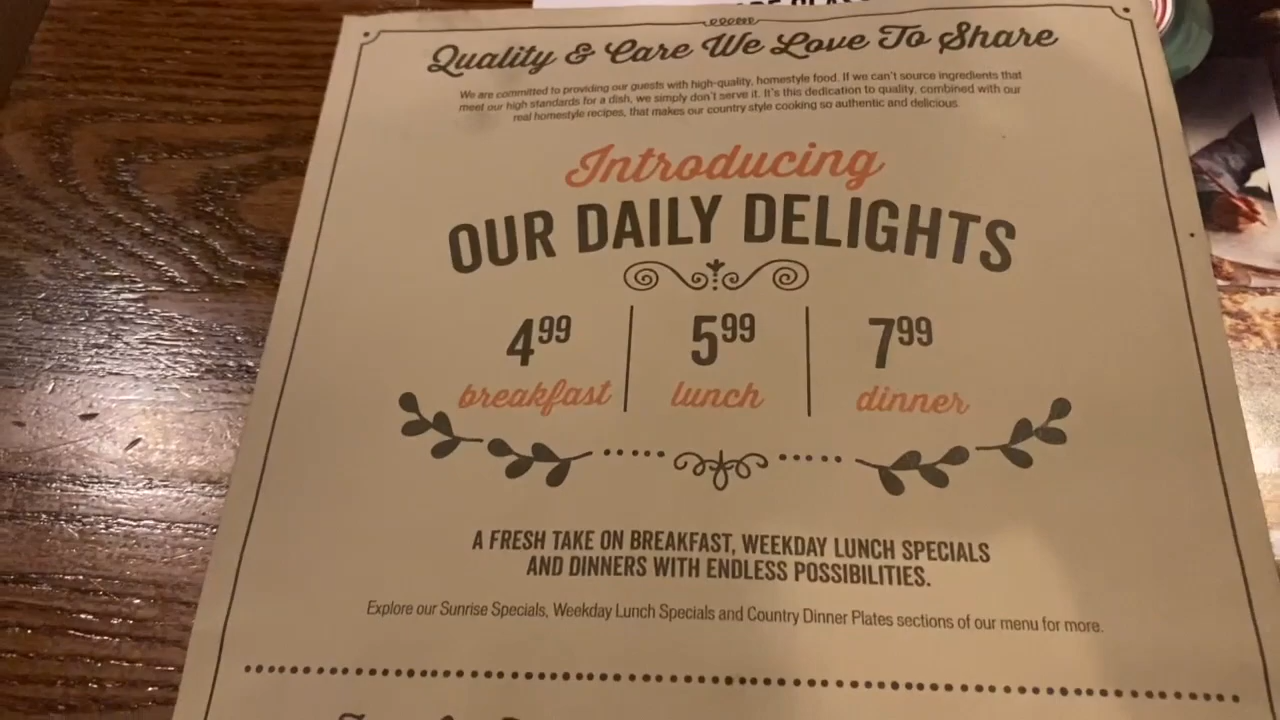 Quality & Care We Love To Share
We are committed to providing our guests with high-quality, homestyle food. If we can't source ingredients that
meet our high standards for a dish, we simply don't serve it. It's this dedication to quality, combined with our
real homestyle recipes, that makes our country style cooking so authentic and delicious.
Introducing
OUR DAILY DELIGHTS
499 599 799
breakfast lunch dinner
A FRESH TAKE ON BREAKFAST, WEEKDAY LUNCH SPECIALS
AND DINNERS WITH ENDLESS POSSIBILITIES.
Explore our Sunrise Specials, Weekday Lunch Specials and Country Dinner Plates sections of our menu for more.